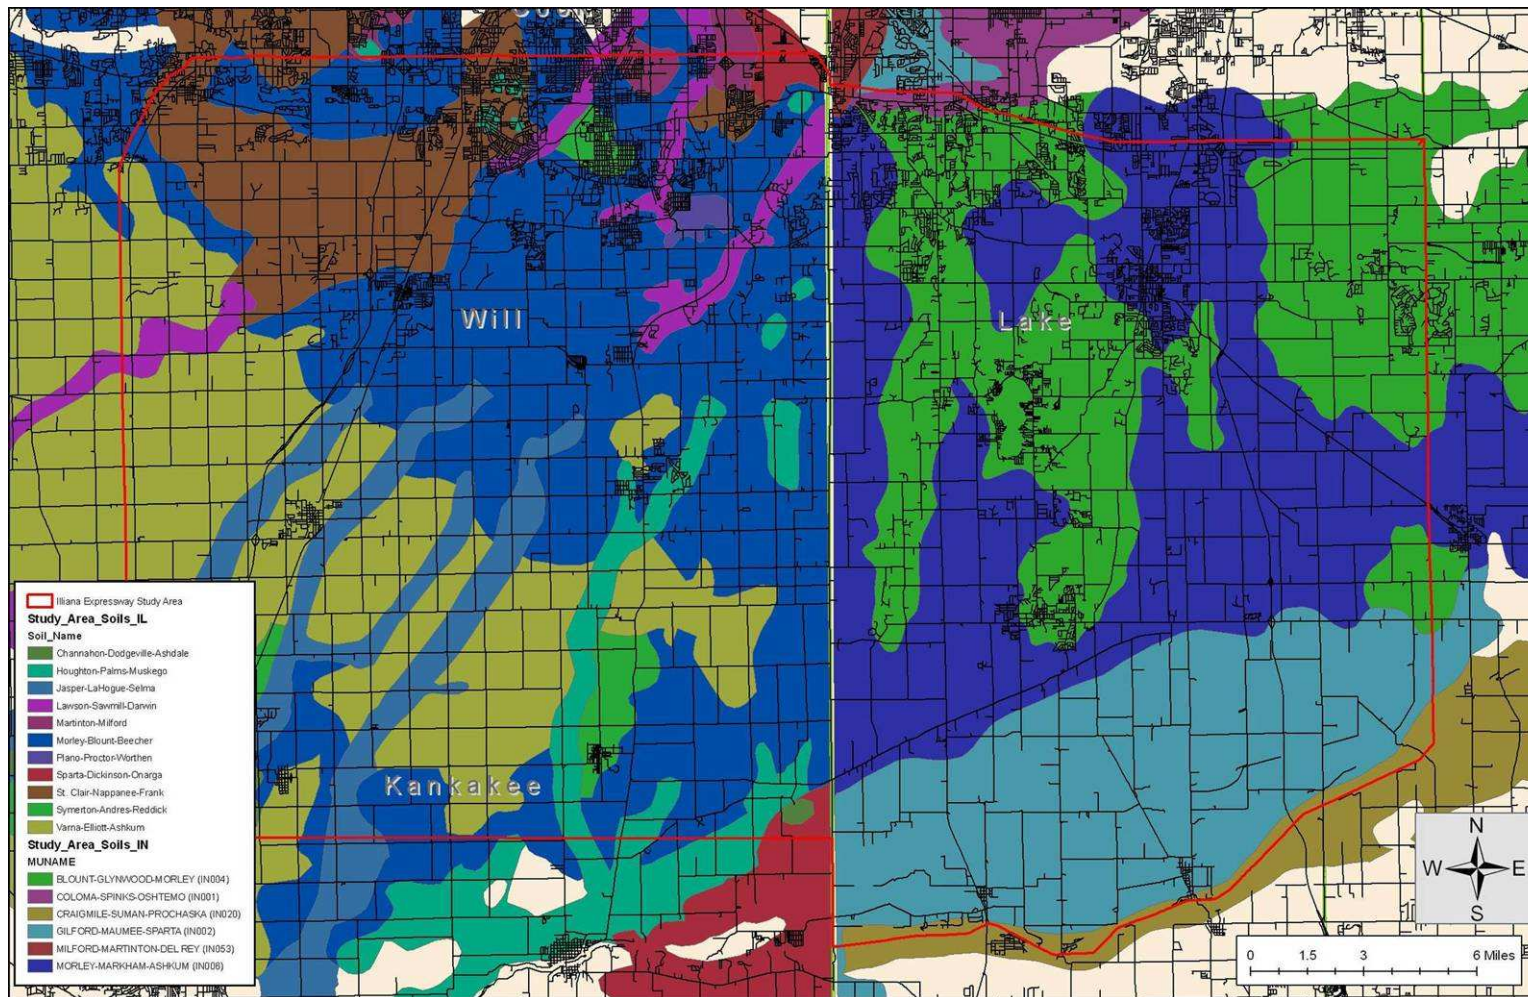 Will
Lake
Kankakee
Illiana Expressway Study Area
Study_Area_Soils_IL
Soil_Name
Channahon-Dodgeville-Ashdale
Houghton-Palms-Muskego
Jasper-LaHogue-Selma
Lawson-Sawmill-Darwin
Martinton-Milford
Morley-Blount-Beecher
Plano-Proctor-Worthen
Sparta-Dickinson-Onarga
St. Clair-Nappanee-Frank
Symerton-Andres-Reddick
Varna-Elliott-Ashkum
Study_Area_Soils_IN
MUNAME
BLOUNT-GLYNWOOD-MORLEY (IN004)
COLOMA-SPINKS-OSHTEMO (IN001)
CRAIGMILE-SUMAN-PROCHASKA (IN020)
GILFORD-MAUMEE-SPARTA (IN002)
MILFORD-MARTINTON-DEL REY (IN053)
MORLEY-MARKHAM-ASHKUM (IN006)
N
W E
S
0 1.5 3 6 Miles